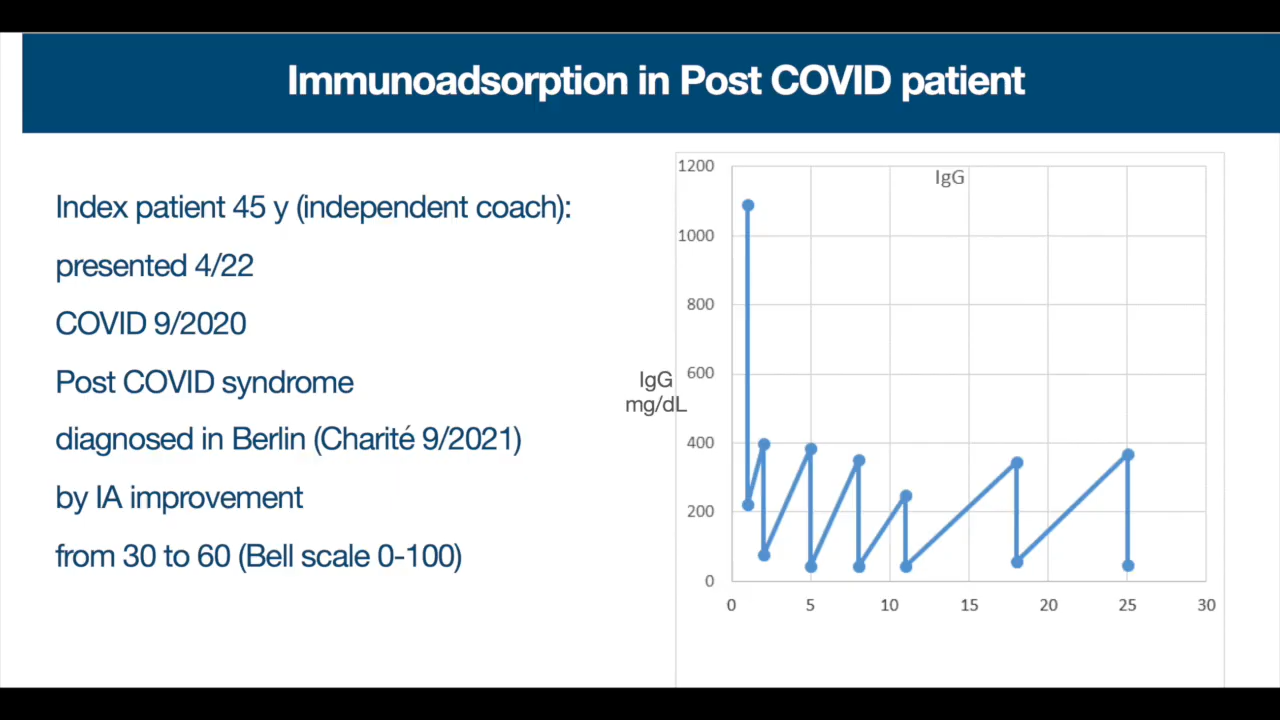 Immunoadsorption in Post COVID patient
Index patient 45 y (independent coach):
presented 4/22
COVID 9/2020
Post COVID syndrome
diagnosed in Berlin (Charité 9/2021)
by IA improvement
from 30 to 60 (Bell scale 0-100)
IgG
IgG
mg/dL
1200
1000
800
600
400
200
0
0 5 10 15 20 25 30